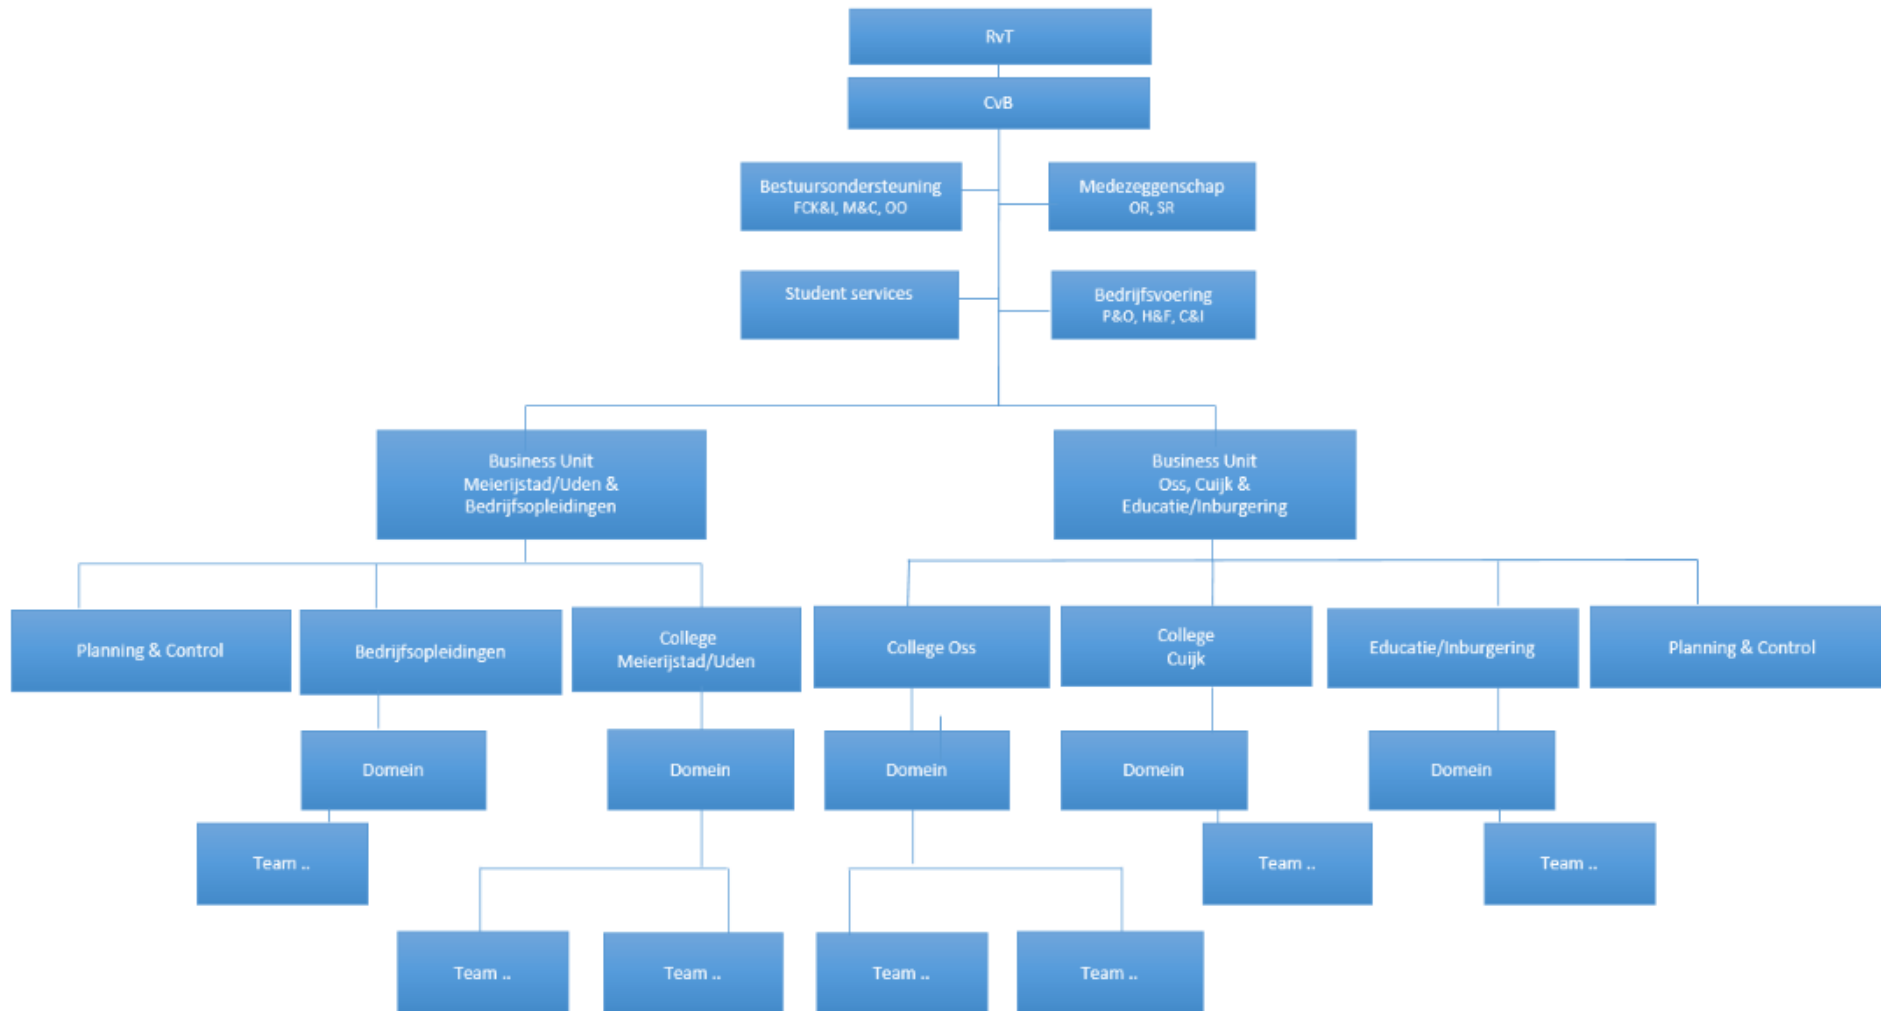 RvT
CvB
Bestuursondersteuning
FCK&I, M&C, OO
Medezeggenschap
OR, SR
Student services
Bedrijfsvoering
P&O, H&F, C&I
Business Unit
Meierijstad/Uden &
Bedrijfsopleidingen
Business Unit
Oss, Cuijk &
Educatie/Inburgering
Planning & Control
Bedrijfsopleidingen
College
Meierijstad/Uden
College Oss
College
Cuijk
Educatie/Inburgering
Planning & Control
Domein
Domein
Domein
Domein
Domein
Team ..
Team ..
Team ..
Team ..
Team ..
Team ..
Team ..